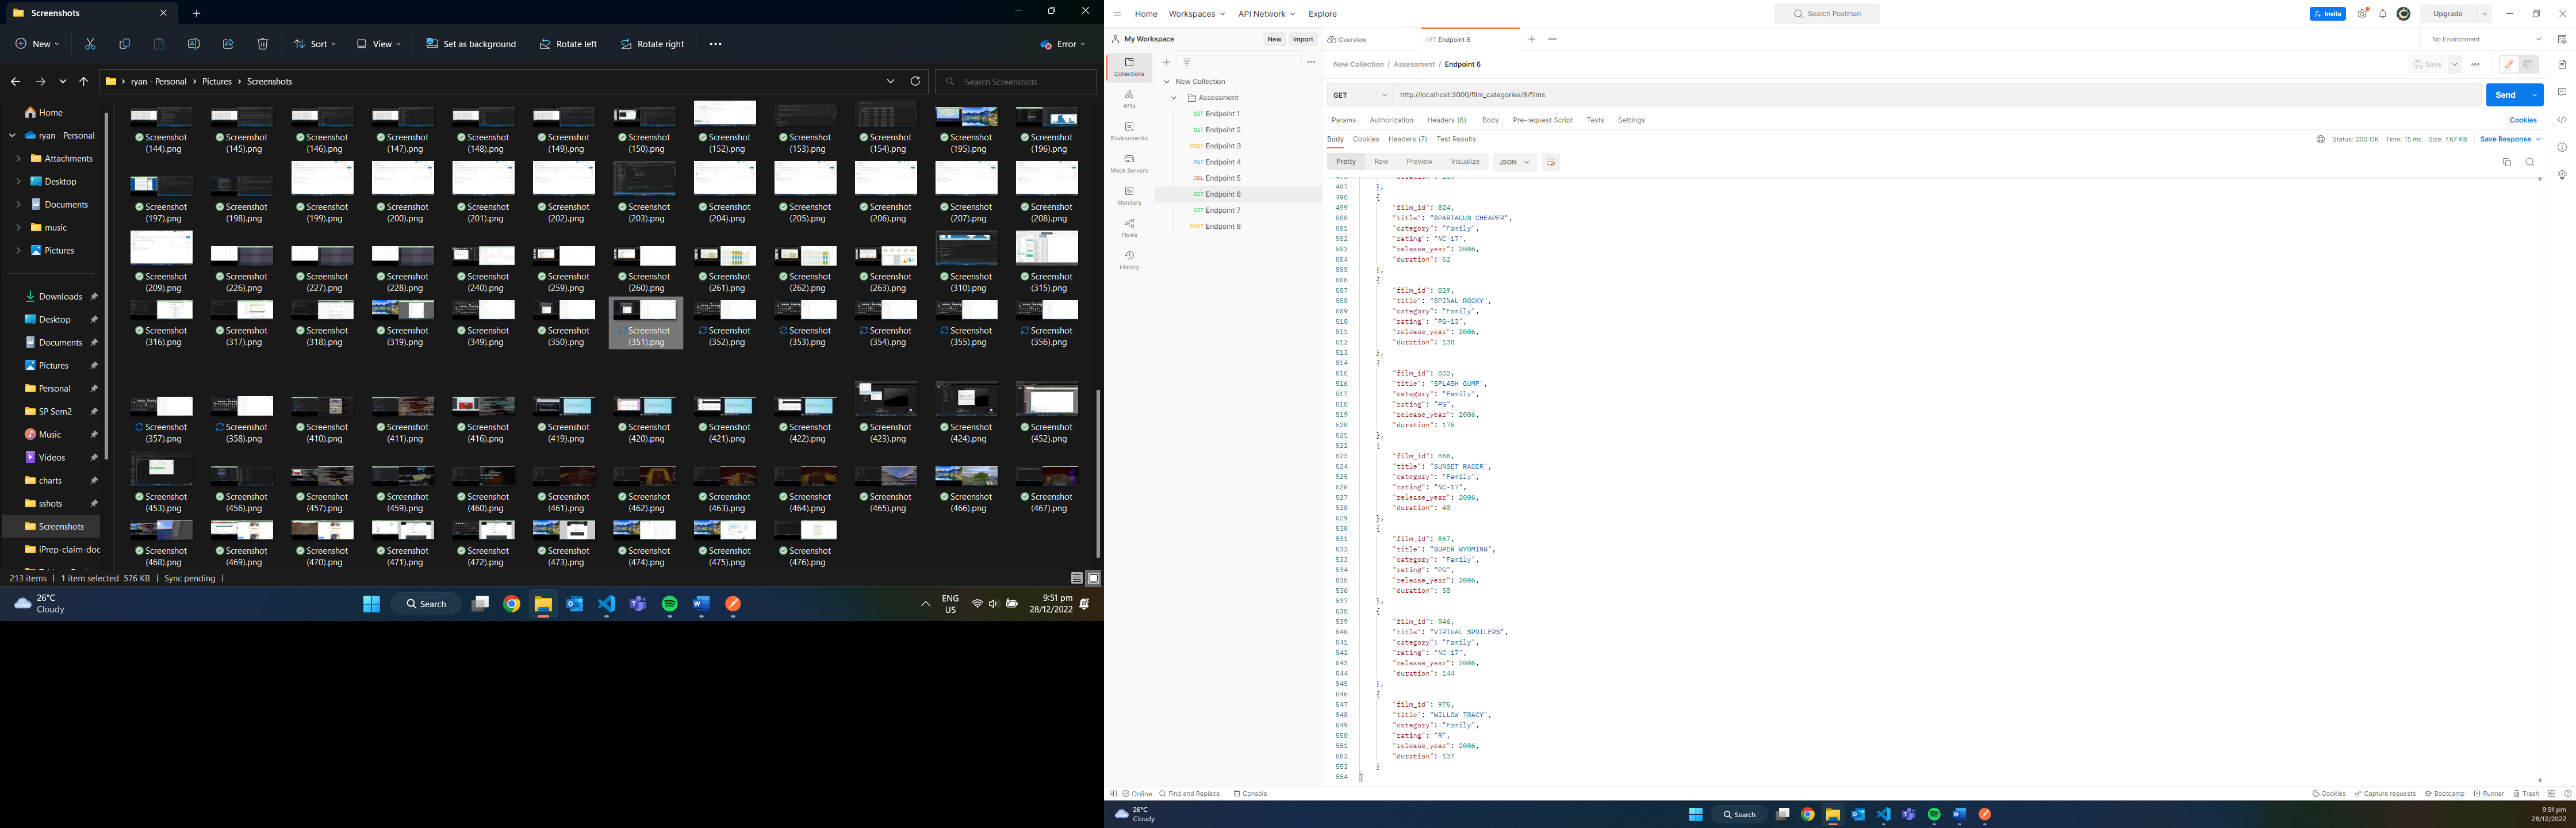 Screenshots
New
Sort
View
Set as background
Rotate left
Rotate right
Error
ryan - Personal > Pictures > Screenshots
Search Screenshots
Home
ryan - Personal
Attachments
Desktop
Documents
music
Pictures
Downloads
Desktop
Documents
Pictures
Personal
SP Sem2
Music
Videos
charts
sshots
Screenshots
iPrep-claim-doc
Screenshot (144).png
Screenshot (145).png
Screenshot (146).png
Screenshot (147).png
Screenshot (148).png
Screenshot (149).png
Screenshot (150).png
Screenshot (152).png
Screenshot (153).png
Screenshot (154).png
Screenshot (195).png
Screenshot (196).png
Screenshot (197).png
Screenshot (198).png
Screenshot (199).png
Screenshot (200).png
Screenshot (201).png
Screenshot (202).png
Screenshot (203).png
Screenshot (204).png
Screenshot (205).png
Screenshot (206).png
Screenshot (207).png
Screenshot (208).png
Screenshot (209).png
Screenshot (226).png
Screenshot (227).png
Screenshot (228).png
Screenshot (240).png
Screenshot (259).png
Screenshot (260).png
Screenshot (261).png
Screenshot (262).png
Screenshot (263).png
Screenshot (310).png
Screenshot (315).png
Screenshot (316).png
Screenshot (317).png
Screenshot (318).png
Screenshot (319).png
Screenshot (349).png
Screenshot (350).png
Screenshot (351).png
Screenshot (352).png
Screenshot (353).png
Screenshot (354).png
Screenshot (355).png
Screenshot (356).png
Screenshot (357).png
Screenshot (358).png
Screenshot (410).png
Screenshot (411).png
Screenshot (416).png
Screenshot (419).png
Screenshot (420).png
Screenshot (421).png
Screenshot (422).png
Screenshot (423).png
Screenshot (424).png
Screenshot (452).png
Screenshot (453).png
Screenshot (456).png
Screenshot (457).png
Screenshot (459).png
Screenshot (460).png
Screenshot (461).png
Screenshot (462).png
Screenshot (463).png
Screenshot (464).png
Screenshot (465).png
Screenshot (466).png
Screenshot (467).png
Screenshot (468).png
Screenshot (469).png
Screenshot (470).png
Screenshot (471).png
Screenshot (472).png
Screenshot (473).png
Screenshot (474).png
Screenshot (475).png
Screenshot (476).png
213 items | 1 item selected 576 KB | Sync pending |
26°C
Cloudy
Search
ENG
US
9:51 pm
28/12/2022
Home Workspaces API Network Explore
Search Postman
Invite
Upgrade
My Workspace
New Import
Overview
GET Endpoint 6
No Environment
Collections
APIs
Environments
Mock Servers
Monitors
Flows
History
New Collection
Assessment
GET Endpoint 1
GET Endpoint 2
POST Endpoint 3
PUT Endpoint 4
DEL Endpoint 5
GET Endpoint 6
GET Endpoint 7
POST Endpoint 8
New Collection / Assessment / Endpoint 6
Save
GET http://localhost:3000/film_categories/8/films
Send
Params Authorization Headers (6) Body Pre-request Script Tests Settings
Cookies
Body Cookies Headers (7) Test Results
Status: 200 OK Time: 15 ms Size: 7.87 KB Save Response
Pretty Raw Preview Visualize JSON
497 },
498 {
499 "film_id": 824,
500 "title": "SPARTACUS CHEAPER",
501 "category": "Family",
502 "rating": "NC-17",
503 "release_year": 2006,
504 "duration": 52
505 },
506 {
507 "film_id": 829,
508 "title": "SPINAL ROCKY",
509 "category": "Family",
510 "rating": "PG-13",
511 "release_year": 2006,
512 "duration": 138
513 },
514 {
515 "film_id": 832,
516 "title": "SPLASH GUMP",
517 "category": "Family",
518 "rating": "PG",
519 "release_year": 2006,
520 "duration": 175
521 },
522 {
523 "film_id": 866,
524 "title": "SUNSET RACER",
525 "category": "Family",
526 "rating": "NC-17",
527 "release_year": 2006,
528 "duration": 48
529 },
530 {
531 "film_id": 867,
532 "title": "SUPER WYOMING",
533 "category": "Family",
534 "rating": "PG",
535 "release_year": 2006,
536 "duration": 58
537 },
538 {
539 "film_id": 946,
540 "title": "VIRTUAL SPOILERS",
541 "category": "Family",
542 "rating": "NC-17",
543 "release_year": 2006,
544 "duration": 144
545 },
546 {
547 "film_id": 975,
548 "title": "WILLOW TRACY",
549 "category": "Family",
550 "rating": "R",
551 "release_year": 2006,
552 "duration": 137
553 }
554 ]
Online Find and Replace Console
Cookies Capture requests Bootcamp Runner Trash
26°C
Cloudy
Search
9:51 pm
28/12/2022